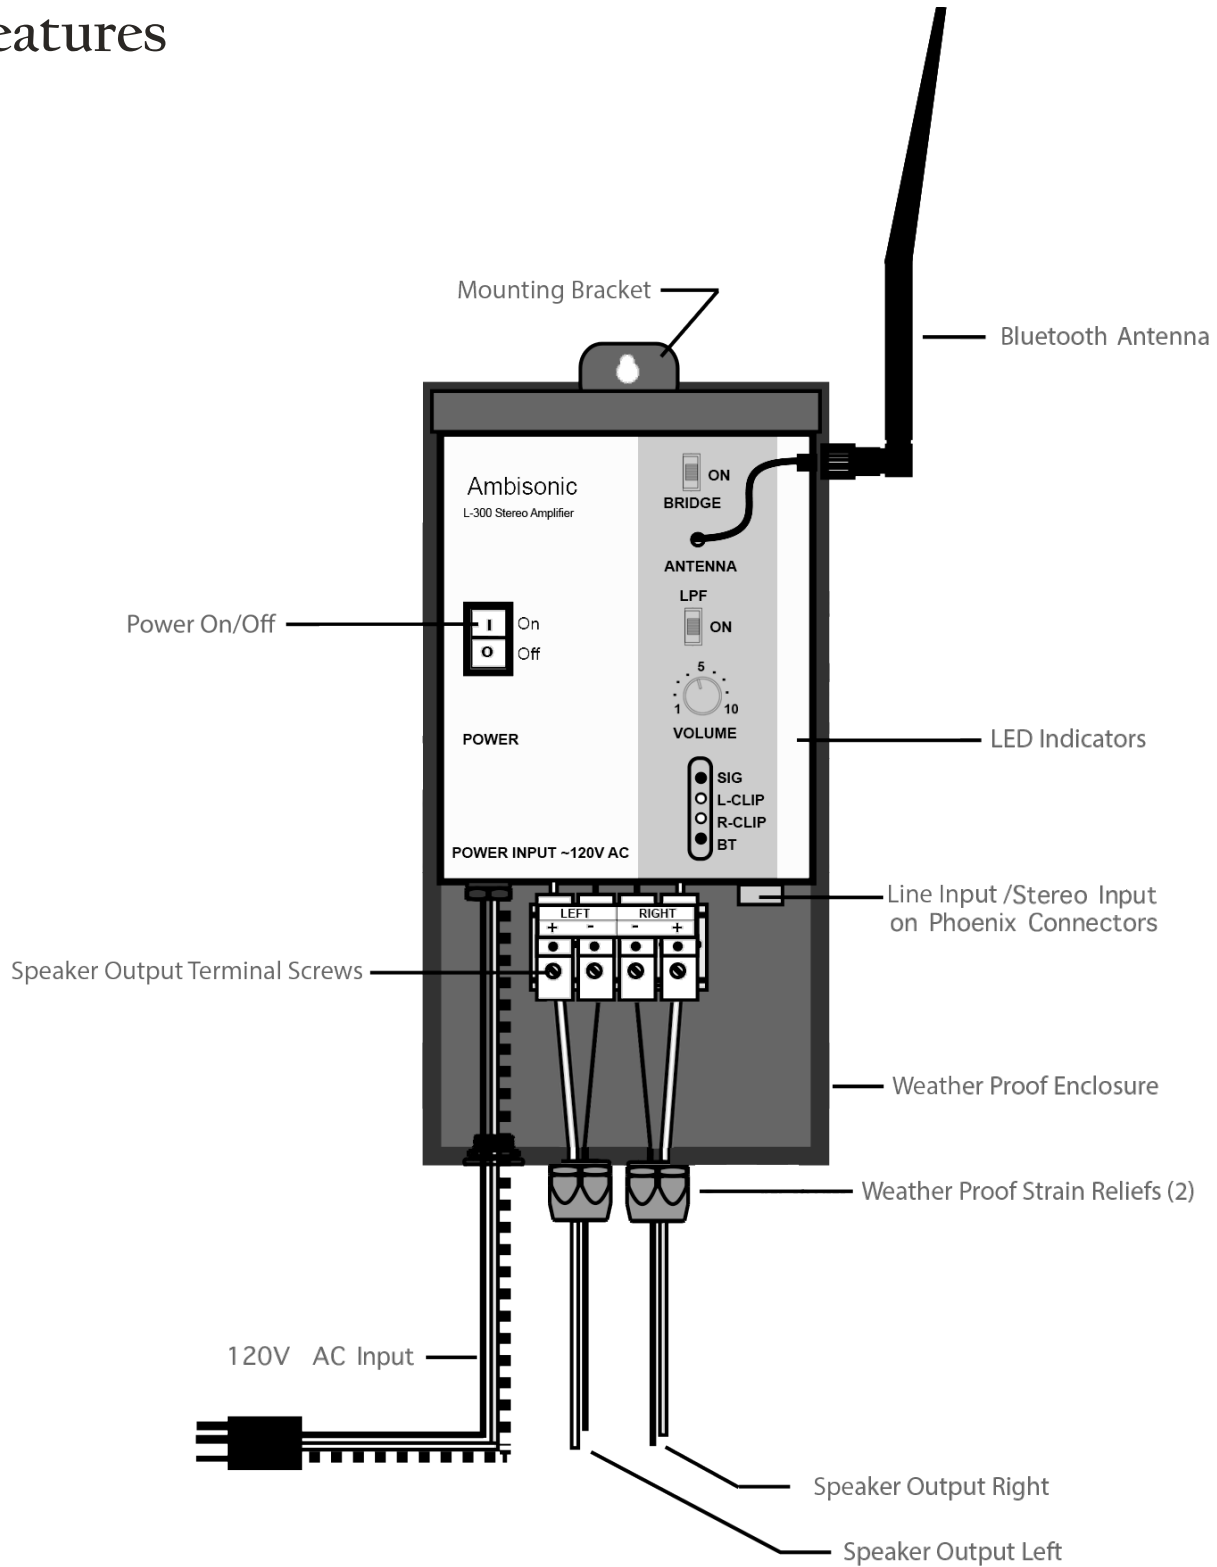 eatures
Mounting Bracket
Bluetooth Antenna
ON
BRIDGE
Ambisonic
L-300 Stereo Amplifier
ANTENNA
LPF
ON
Power On/Off
I On
O Off
5
1 10
VOLUME
POWER
LED Indicators
SIG
L-CLIP
R-CLIP
BT
POWER INPUT ~120V AC
Line Input /Stereo Input
on Phoenix Connectors
LEFT RIGHT
+ - - +
Speaker Output Terminal Screws
Weather Proof Enclosure
Weather Proof Strain Reliefs (2)
120V AC Input
Speaker Output Right
Speaker Output Left